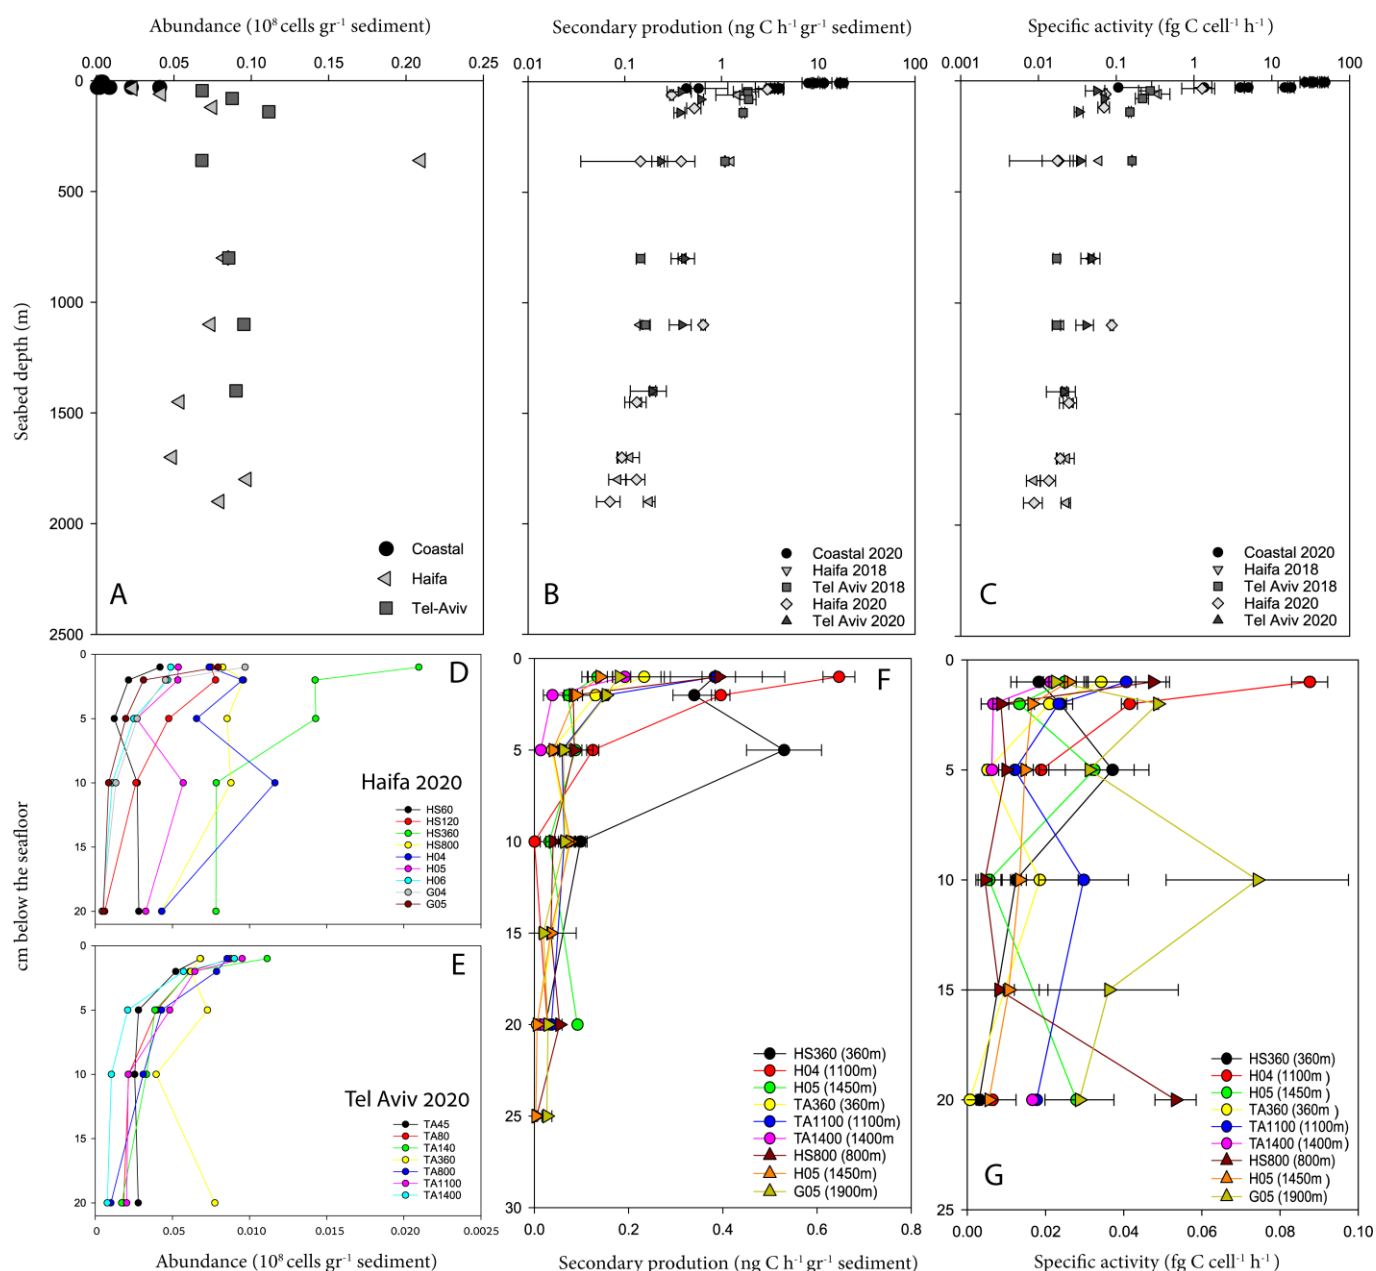 Abundance (10⁸ cells gr⁻¹ sediment)
0.00 0.05 0.10 0.15 0.20 0.25
Seabed depth (m)
0
500
1000
1500
2000
2500
Coastal
Haifa
Tel-Aviv
A
Secondary prodution (ng C h⁻¹ gr⁻¹ sediment)
0.01 0.1 1 10 100
Coastal 2020
Haifa 2018
Tel Aviv 2018
Haifa 2020
Tel Aviv 2020
B
Specific activity (fg C cell⁻¹ h⁻¹)
0.001 0.01 0.1 1 10 100
Coastal 2020
Haifa 2018
Tel Aviv 2018
Haifa 2020
Tel Aviv 2020
C
cm below the seafloor
0
5
10
15
20
D
Haifa 2020
HS60
HS120
HS360
HS800
H04
H05
H06
G04
G05
0
5
10
15
20
E
Tel Aviv 2020
TA45
TA80
TA140
TA360
TA800
TA1100
TA1400
0 0.005 0.010 0.015 0.020 0.0025
Abundance (10⁸ cells gr⁻¹ sediment)
0
5
10
15
20
25
30
F
HS360 (360m)
H04 (1100m)
H05 (1450m)
TA360 (360m)
TA1100 (1100m)
TA1400 (1400m
HS800 (800m)
H05 (1450m)
G05 (1900m)
0.0 0.2 0.4 0.6 0.8
Secondary production (ng C h⁻¹ gr⁻¹ sediment)
0
5
10
15
20
25
G
HS360 (360m)
H04 (1100m)
H05 (1450m)
TA360 (360m)
TA1100 (1100m)
TA1400 (1400m)
HS800 (800m)
H05 (1450m)
G05 (1900m)
0.00 0.02 0.04 0.06 0.08 0.10
Specific activity (fg C cell⁻¹ h⁻¹)